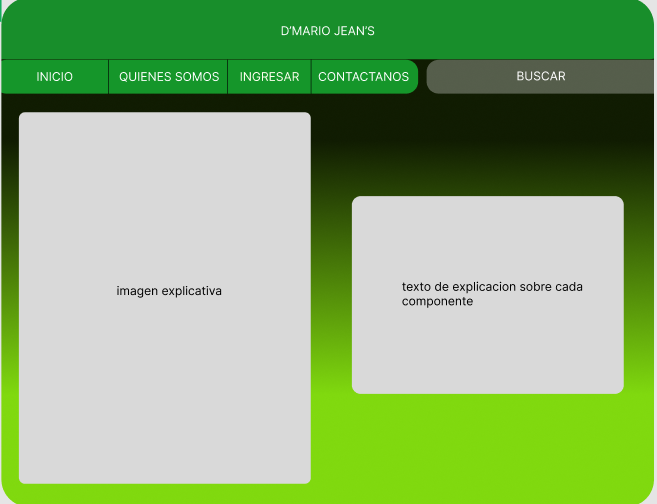 D'MARIO JEAN'S
INICIO
QUIENES SOMOS
INGRESAR
CONTACTANOS
BUSCAR
imagen explicativa
texto de explicacion sobre cada
componente